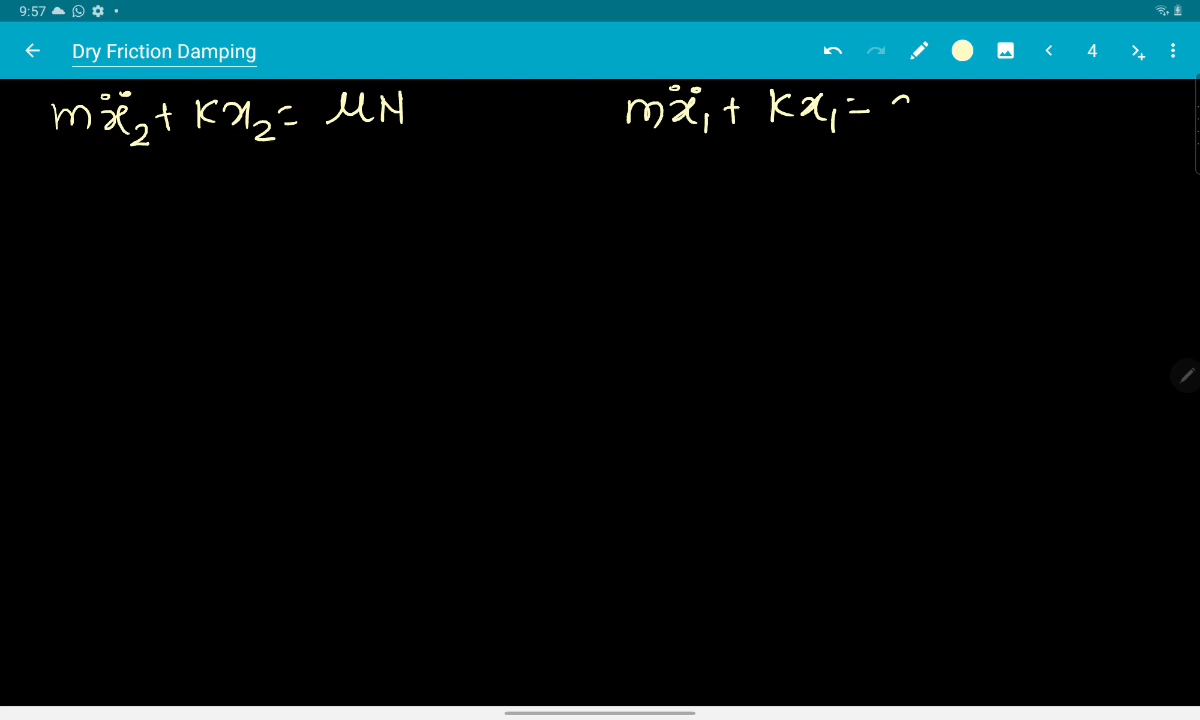 9:57
Dry Friction Damping
4
mẍ₂ + Kx₂ = μN
mẍ₁ + Kx₁ =